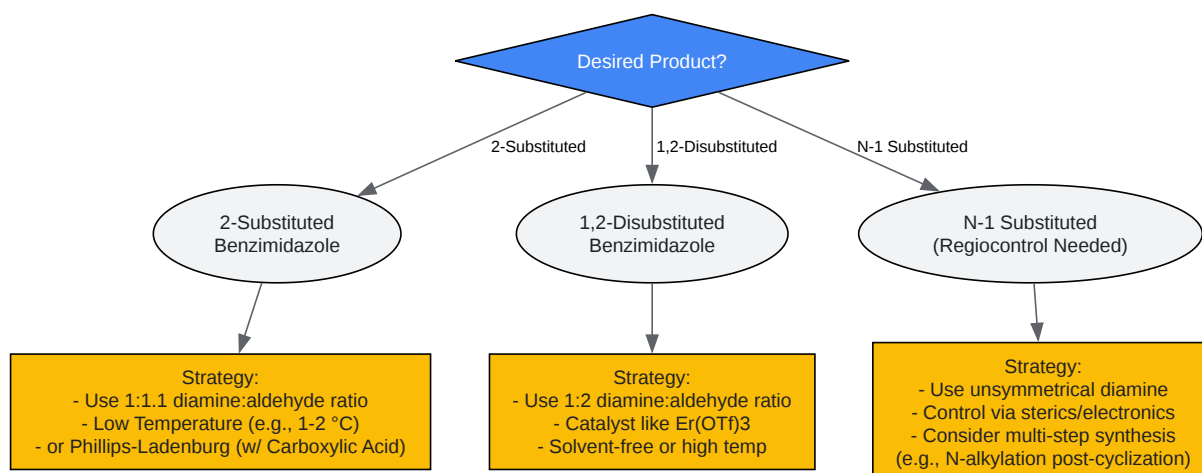 Desired Product?
2-Substituted
1,2-Disubstituted
N-1 Substituted
2-Substituted
Benzimidazole
1,2-Disubstituted
Benzimidazole
N-1 Substituted
(Regiocontrol Needed)
Strategy:
- Use 1:1.1 diamine:aldehyde ratio
- Low Temperature (e.g., 1-2 °C)
- or Phillips-Ladenburg (w/ Carboxylic Acid)
Strategy:
- Use 1:2 diamine:aldehyde ratio
- Catalyst like Er(OTf)3
- Solvent-free or high temp
Strategy:
- Use unsymmetrical diamine
- Control via sterics/electronics
- Consider multi-step synthesis
(e.g., N-alkylation post-cyclization)